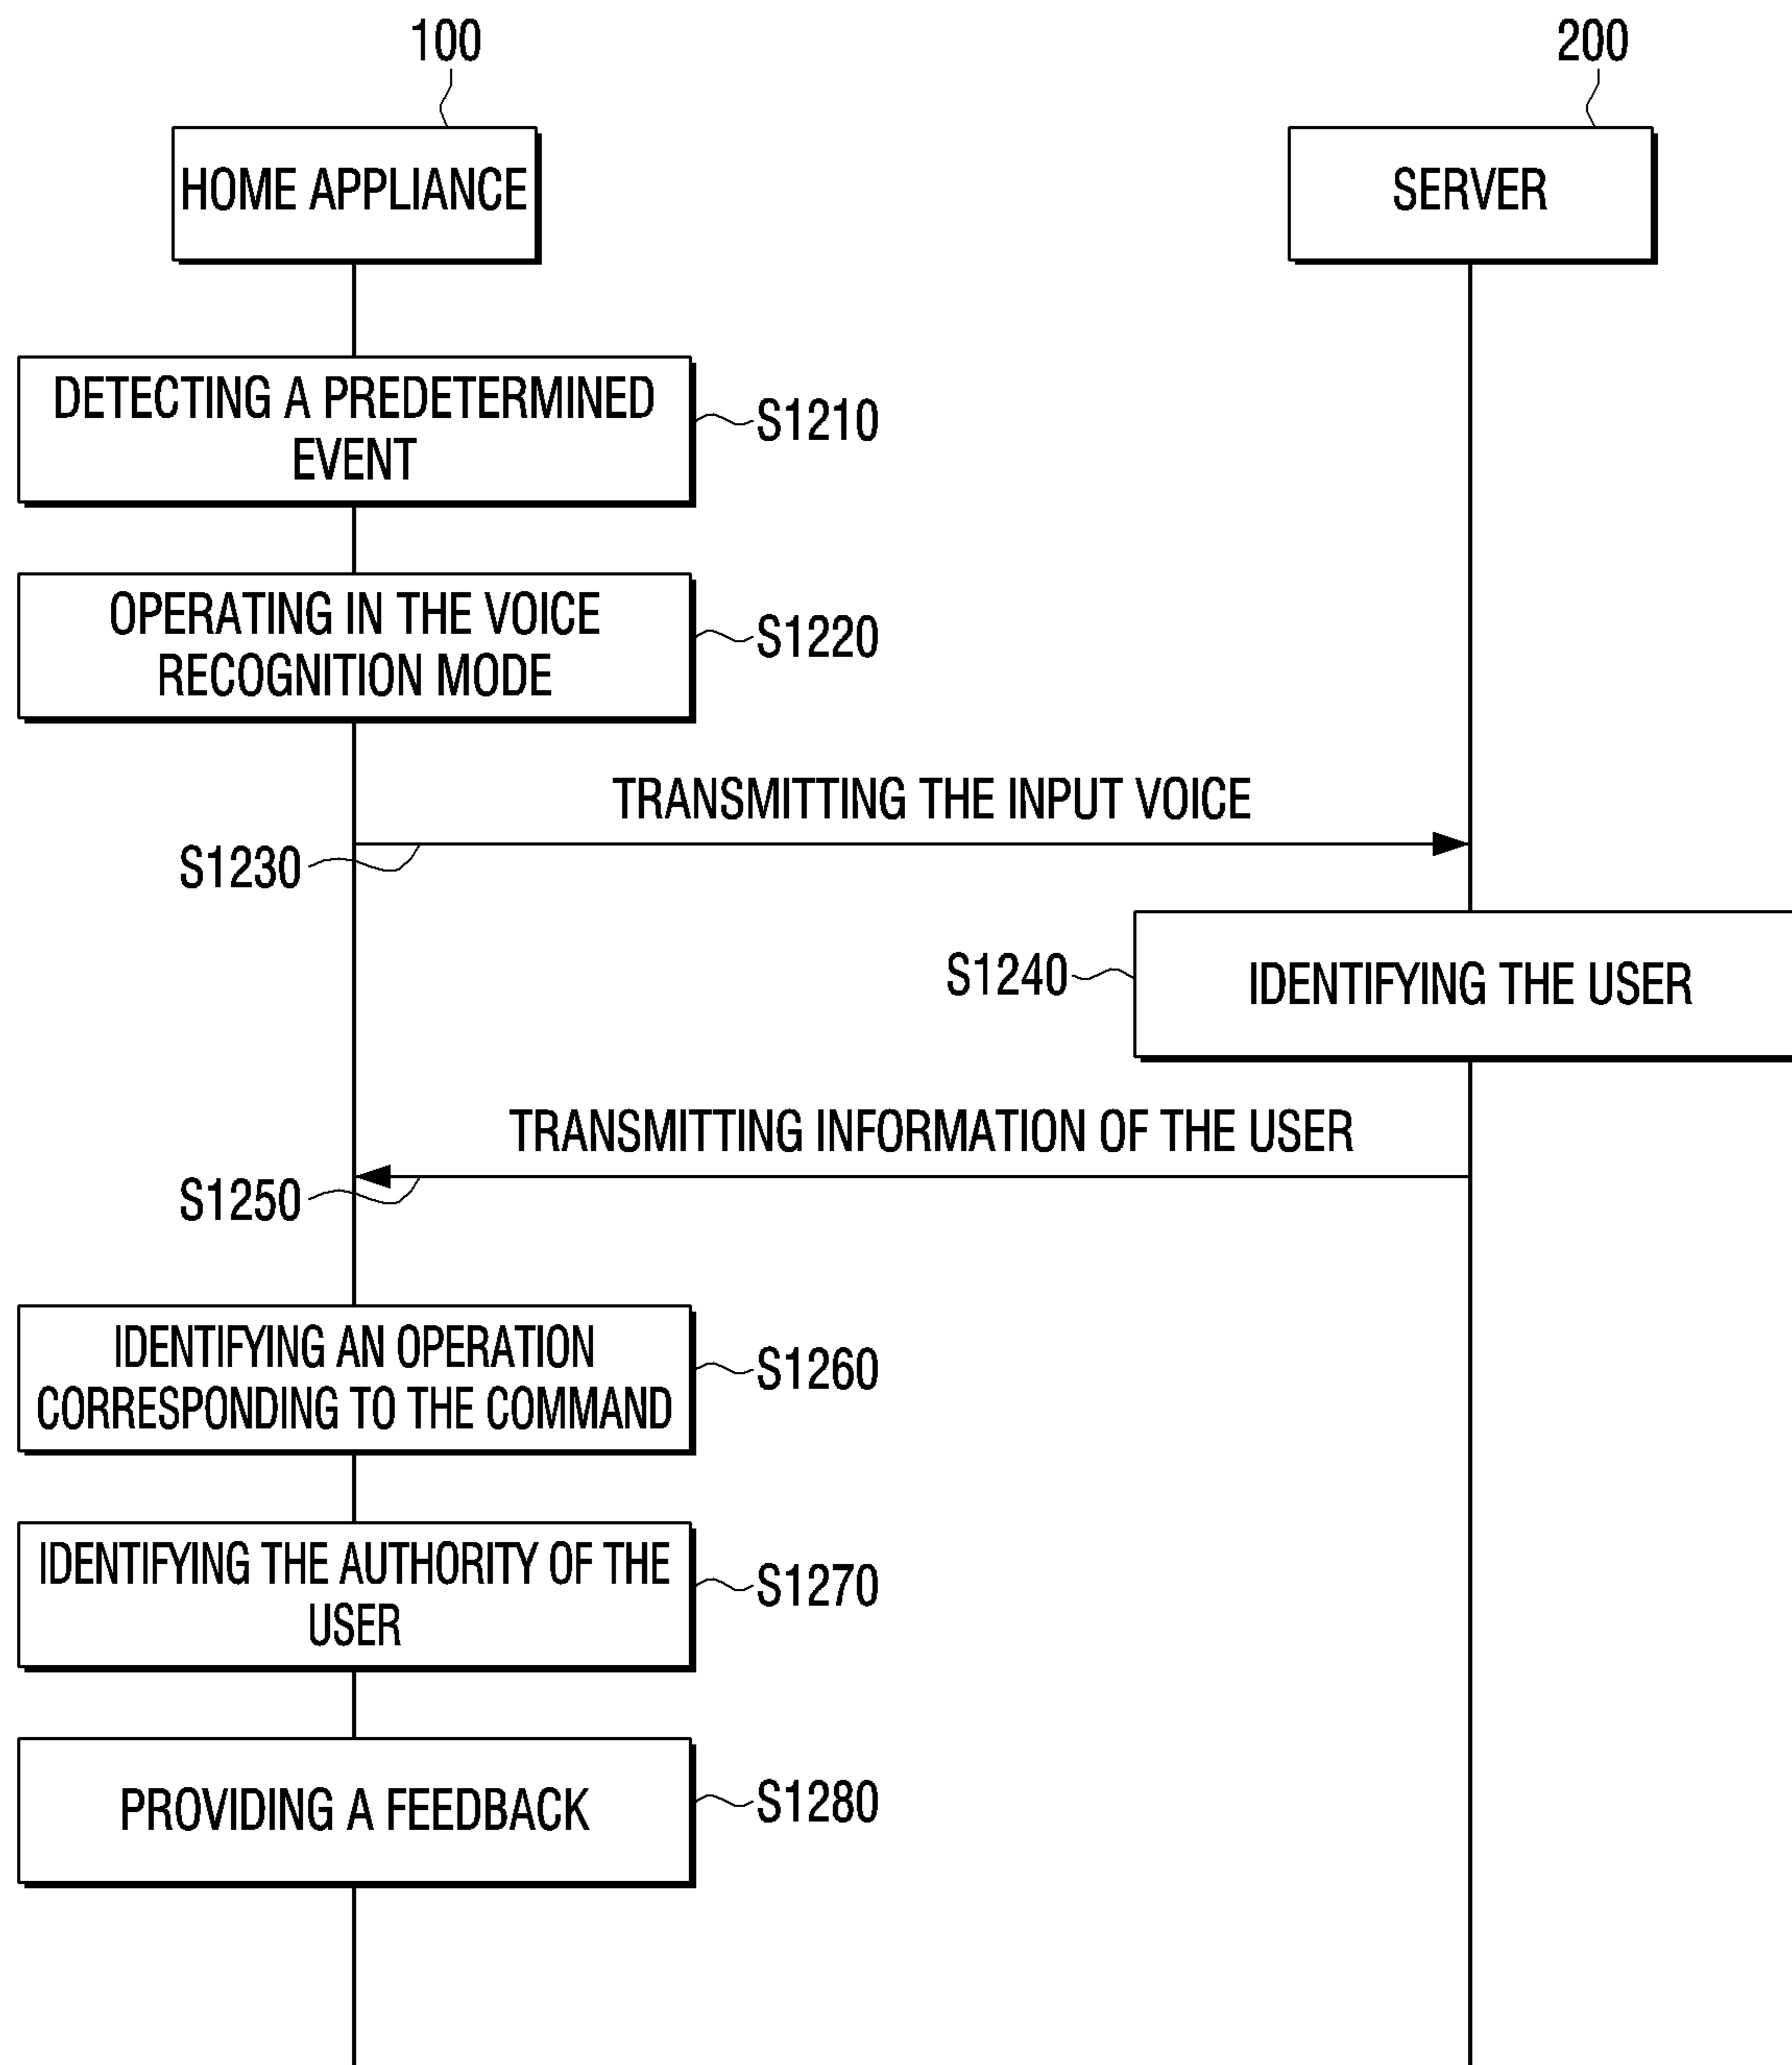 100
200
HOME APPLIANCE
SERVER
DETECTING A PREDETERMINED
EVENT
S1210
OPERATING IN THE VOICE
RECOGNITION MODE
S1220
TRANSMITTING THE INPUT VOICE
S1230
S1240
IDENTIFYING THE USER
TRANSMITTING INFORMATION OF THE USER
S1250
IDENTIFYING AN OPERATION
CORRESPONDING TO THE COMMAND
S1260
IDENTIFYING THE AUTHORITY OF THE
USER
S1270
PROVIDING A FEEDBACK
S1280